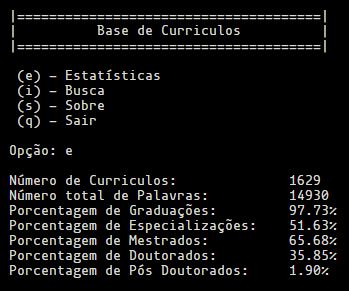 |=====================================|
| Base de Curriculos |
|=====================================|
(e) – Estatísticas
(i) – Busca
(s) – Sobre
(q) – Sair
Opção: e
Número de Curriculos: 1629
Número total de Palavras: 14930
Porcentagem de Graduações: 97.73%
Porcentagem de Especializações: 51.63%
Porcentagem de Mestrados: 65.68%
Porcentagem de Doutorados: 35.85%
Porcentagem de Pós Doutorados: 1.90%